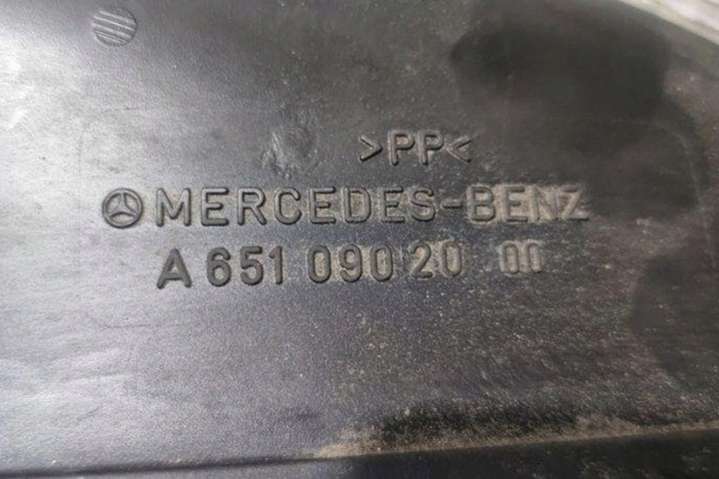 >PP<
MERCEDES-BENZ
A 651 090 20 00